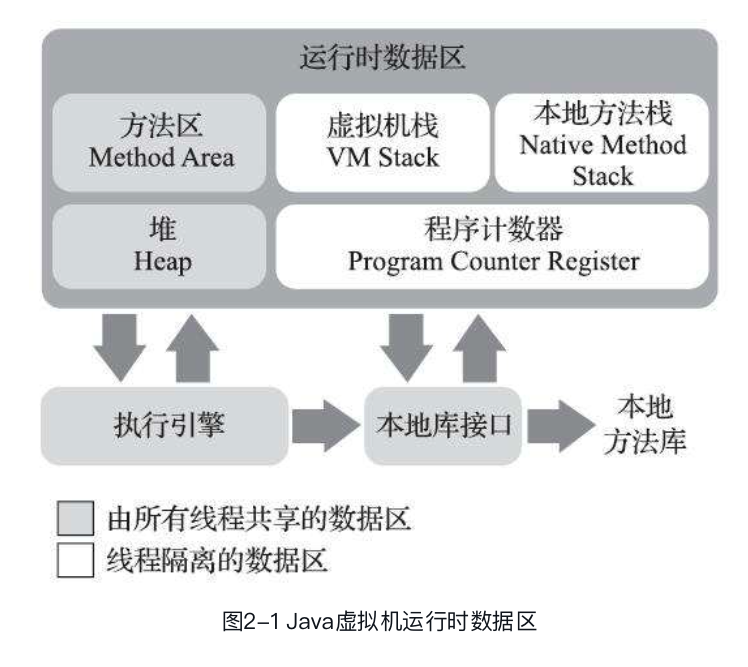 运行时数据区
方法区
Method Area
虚拟机栈
VM Stack
本地方法栈
Native Method
Stack
堆
Heap
程序计数器
Program Counter Register
执行引擎
本地库接口
本地
方法库
由所有线程共享的数据区
线程隔离的数据区
图2-1 Java虚拟机运行时数据区